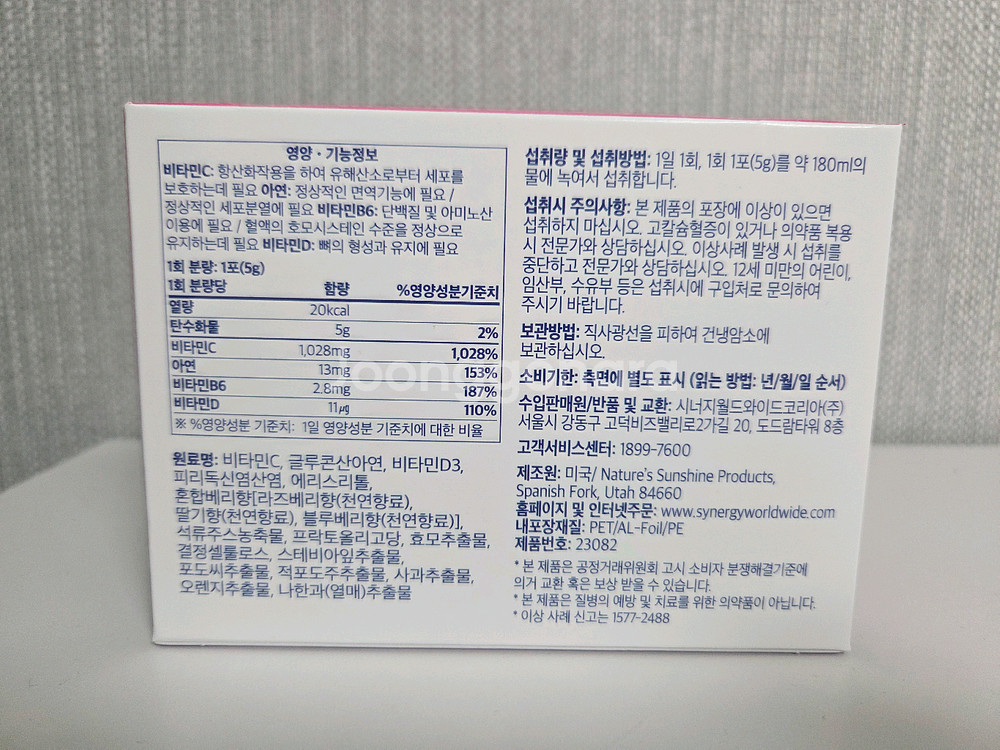 영양 · 기능정보
비타민C: 항산화작용을 하여 유해산소로부터 세포를
보호하는데 필요 아연: 정상적인 면역기능에 필요 /
정상적인 세포분열에 필요 비타민B6: 단백질 및 아미노산
이용에 필요 / 혈액의 호모시스테인 수준을 정상으로
유지하는데 필요 비타민D: 뼈의 형성과 유지에 필요
1회 분량: 1포(5g)
1회 분량당 함량 %영양성분기준치
열량 20kcal
탄수화물 5g 2%
비타민C 1,028mg 1,028%
아연 13mg 153%
비타민B6 2.8mg 187%
비타민D 11㎍ 110%
※ %영양성분 기준치: 1일 영양성분 기준치에 대한 비율
원료명: 비타민C, 글루콘산아연, 비타민D3,
피리독신염산염, 에리스리톨,
혼합베리향[라즈베리향(천연향료),
딸기향(천연향료), 블루베리향(천연향료)],
석류주스농축물, 프락토올리고당, 효모추출물,
결정셀룰로스, 스테비아잎추출물,
포도씨추출물, 적포도주추출물, 사과추출물,
오렌지추출물, 나한과(열매)추출물
섭취량 및 섭취방법: 1일 1회, 1회 1포(5g)를 약 180ml의
물에 녹여서 섭취합니다.
섭취시 주의사항: 본 제품의 포장에 이상이 있으면
섭취하지 마십시오. 고칼슘혈증이 있거나 의약품 복용
시 전문가와 상담하십시오. 이상사례 발생 시 섭취를
중단하고 전문가와 상담하십시오. 12세 미만의 어린이,
임산부, 수유부 등은 섭취시에 구입처로 문의하여
주시기 바랍니다.
보관방법: 직사광선을 피하여 건냉암소에
보관하십시오.
소비기한: 측면에 별도 표시 (읽는 방법: 년/월/일 순서)
수입판매원/반품 및 교환: 시너지월드와이드코리아(주)
서울시 강동구 고덕비즈밸리로2가길 20, 도드람타워 8층
고객서비스센터: 1899-7600
제조원: 미국/ Nature's Sunshine Products,
Spanish Fork, Utah 84660
홈페이지 및 인터넷주문: www.synergyworldwide.com
내포장재질: PET/AL-Foil/PE
제품번호: 23082
* 본 제품은 공정거래위원회 고시 소비자 분쟁해결기준에
의거 교환 혹은 보상 받을 수 있습니다.
* 본 제품은 질병의 예방 및 치료를 위한 의약품이 아닙니다.
* 이상 사례 신고는 1577-2488